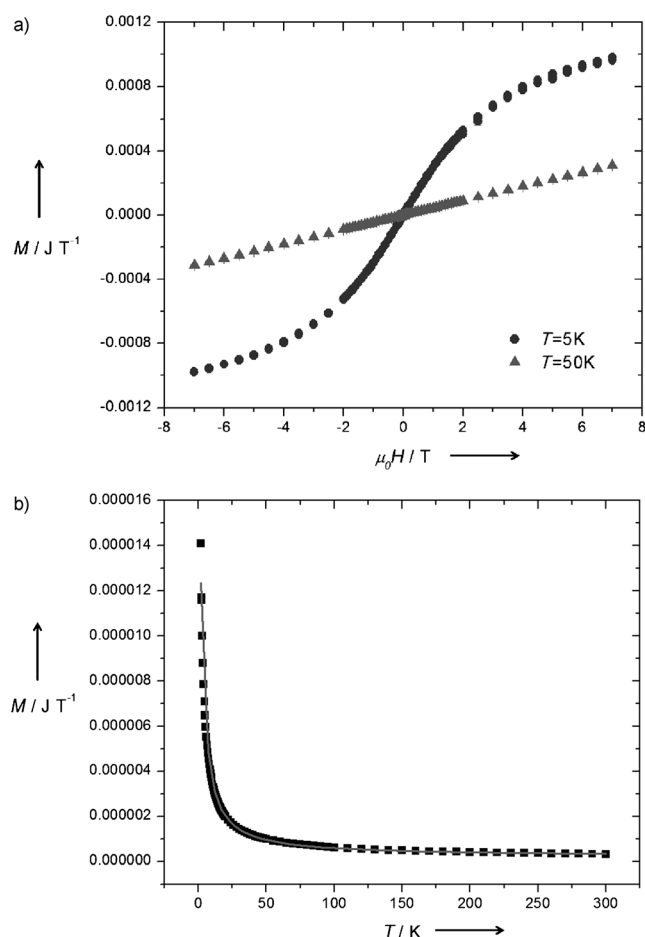 a)
0.0012
0.0008
0.0004
0.0000
-0.0004
-0.0008
-0.0012
M / J T⁻¹
T=5K
T=50K
-8 -6 -4 -2 0 2 4 6 8
μ₀H / T
b)
0.000016
0.000014
0.000012
0.000010
0.000008
0.000006
0.000004
0.000002
0.000000
M / J T⁻¹
0 50 100 150 200 250 300
T / K